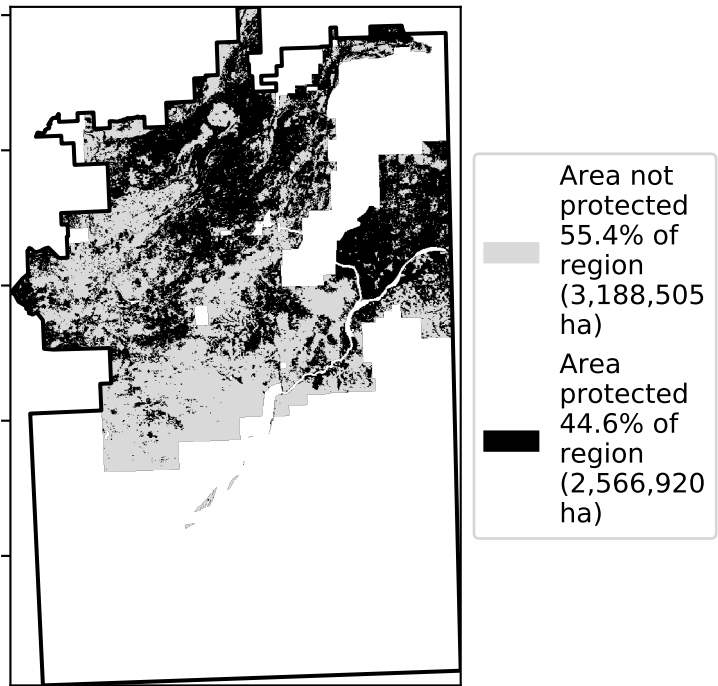 Area not
protected
55.4% of
region
(3,188,505
ha)
Area
protected
44.6% of
region
(2,566,920
ha)